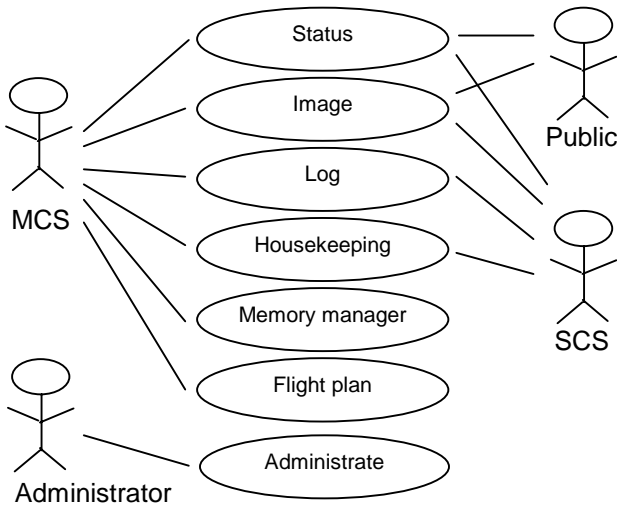 Status
Image
Public
Log
MCS
Housekeeping
Memory manager
SCS
Flight plan
Administrate
Administrator